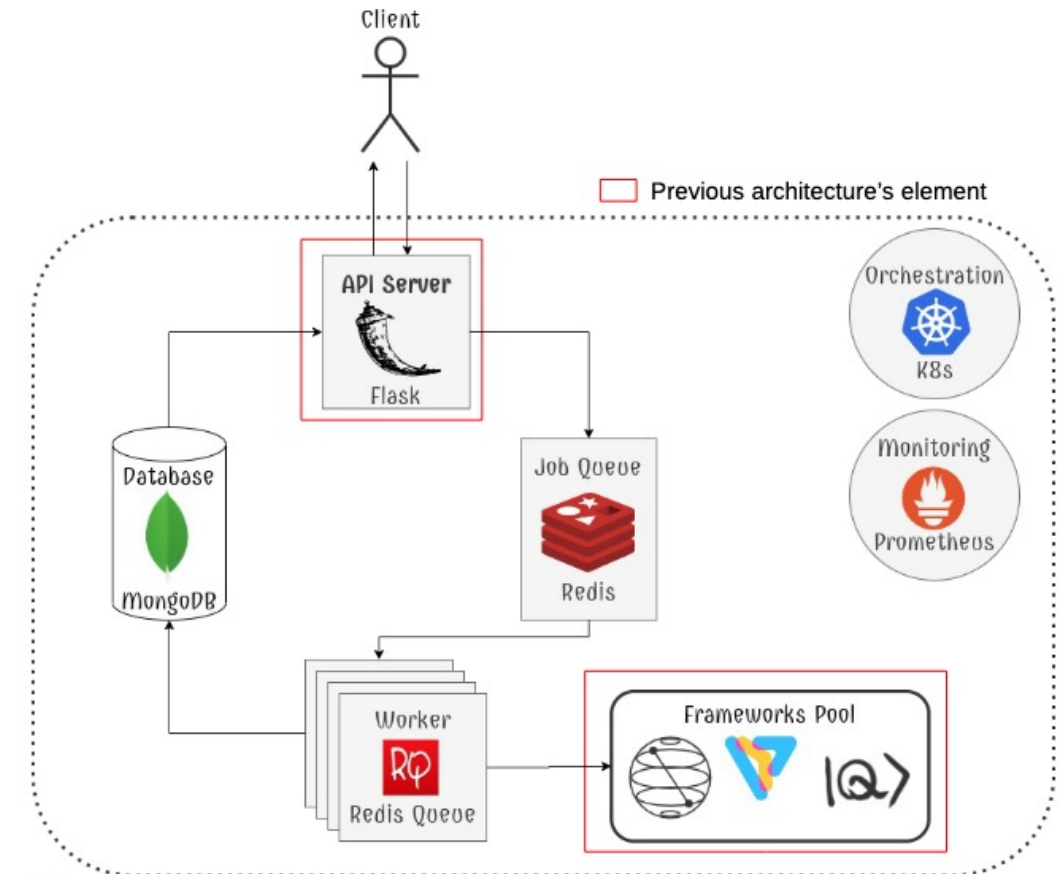 Client
Previous architecture's element
API Server
Flask
Orchestration
K8s
Job Queue
Redis
Monitoring
Prometheus
Database
MongoDB
Worker
RQ
Redis Queue
Frameworks Pool
|Q⟩